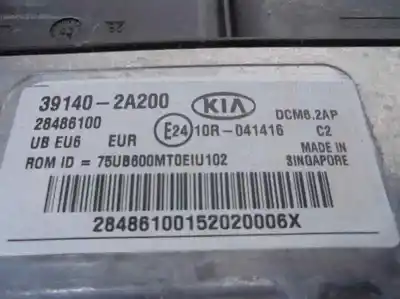 39140-2A200 KIA
28486100 E24 10R-041416 DCM6.2AP
UB EU6 EUR C2
ROM ID = 75UB600MT0EIU102 MADE IN
SINGAPORE
28486100152020006X